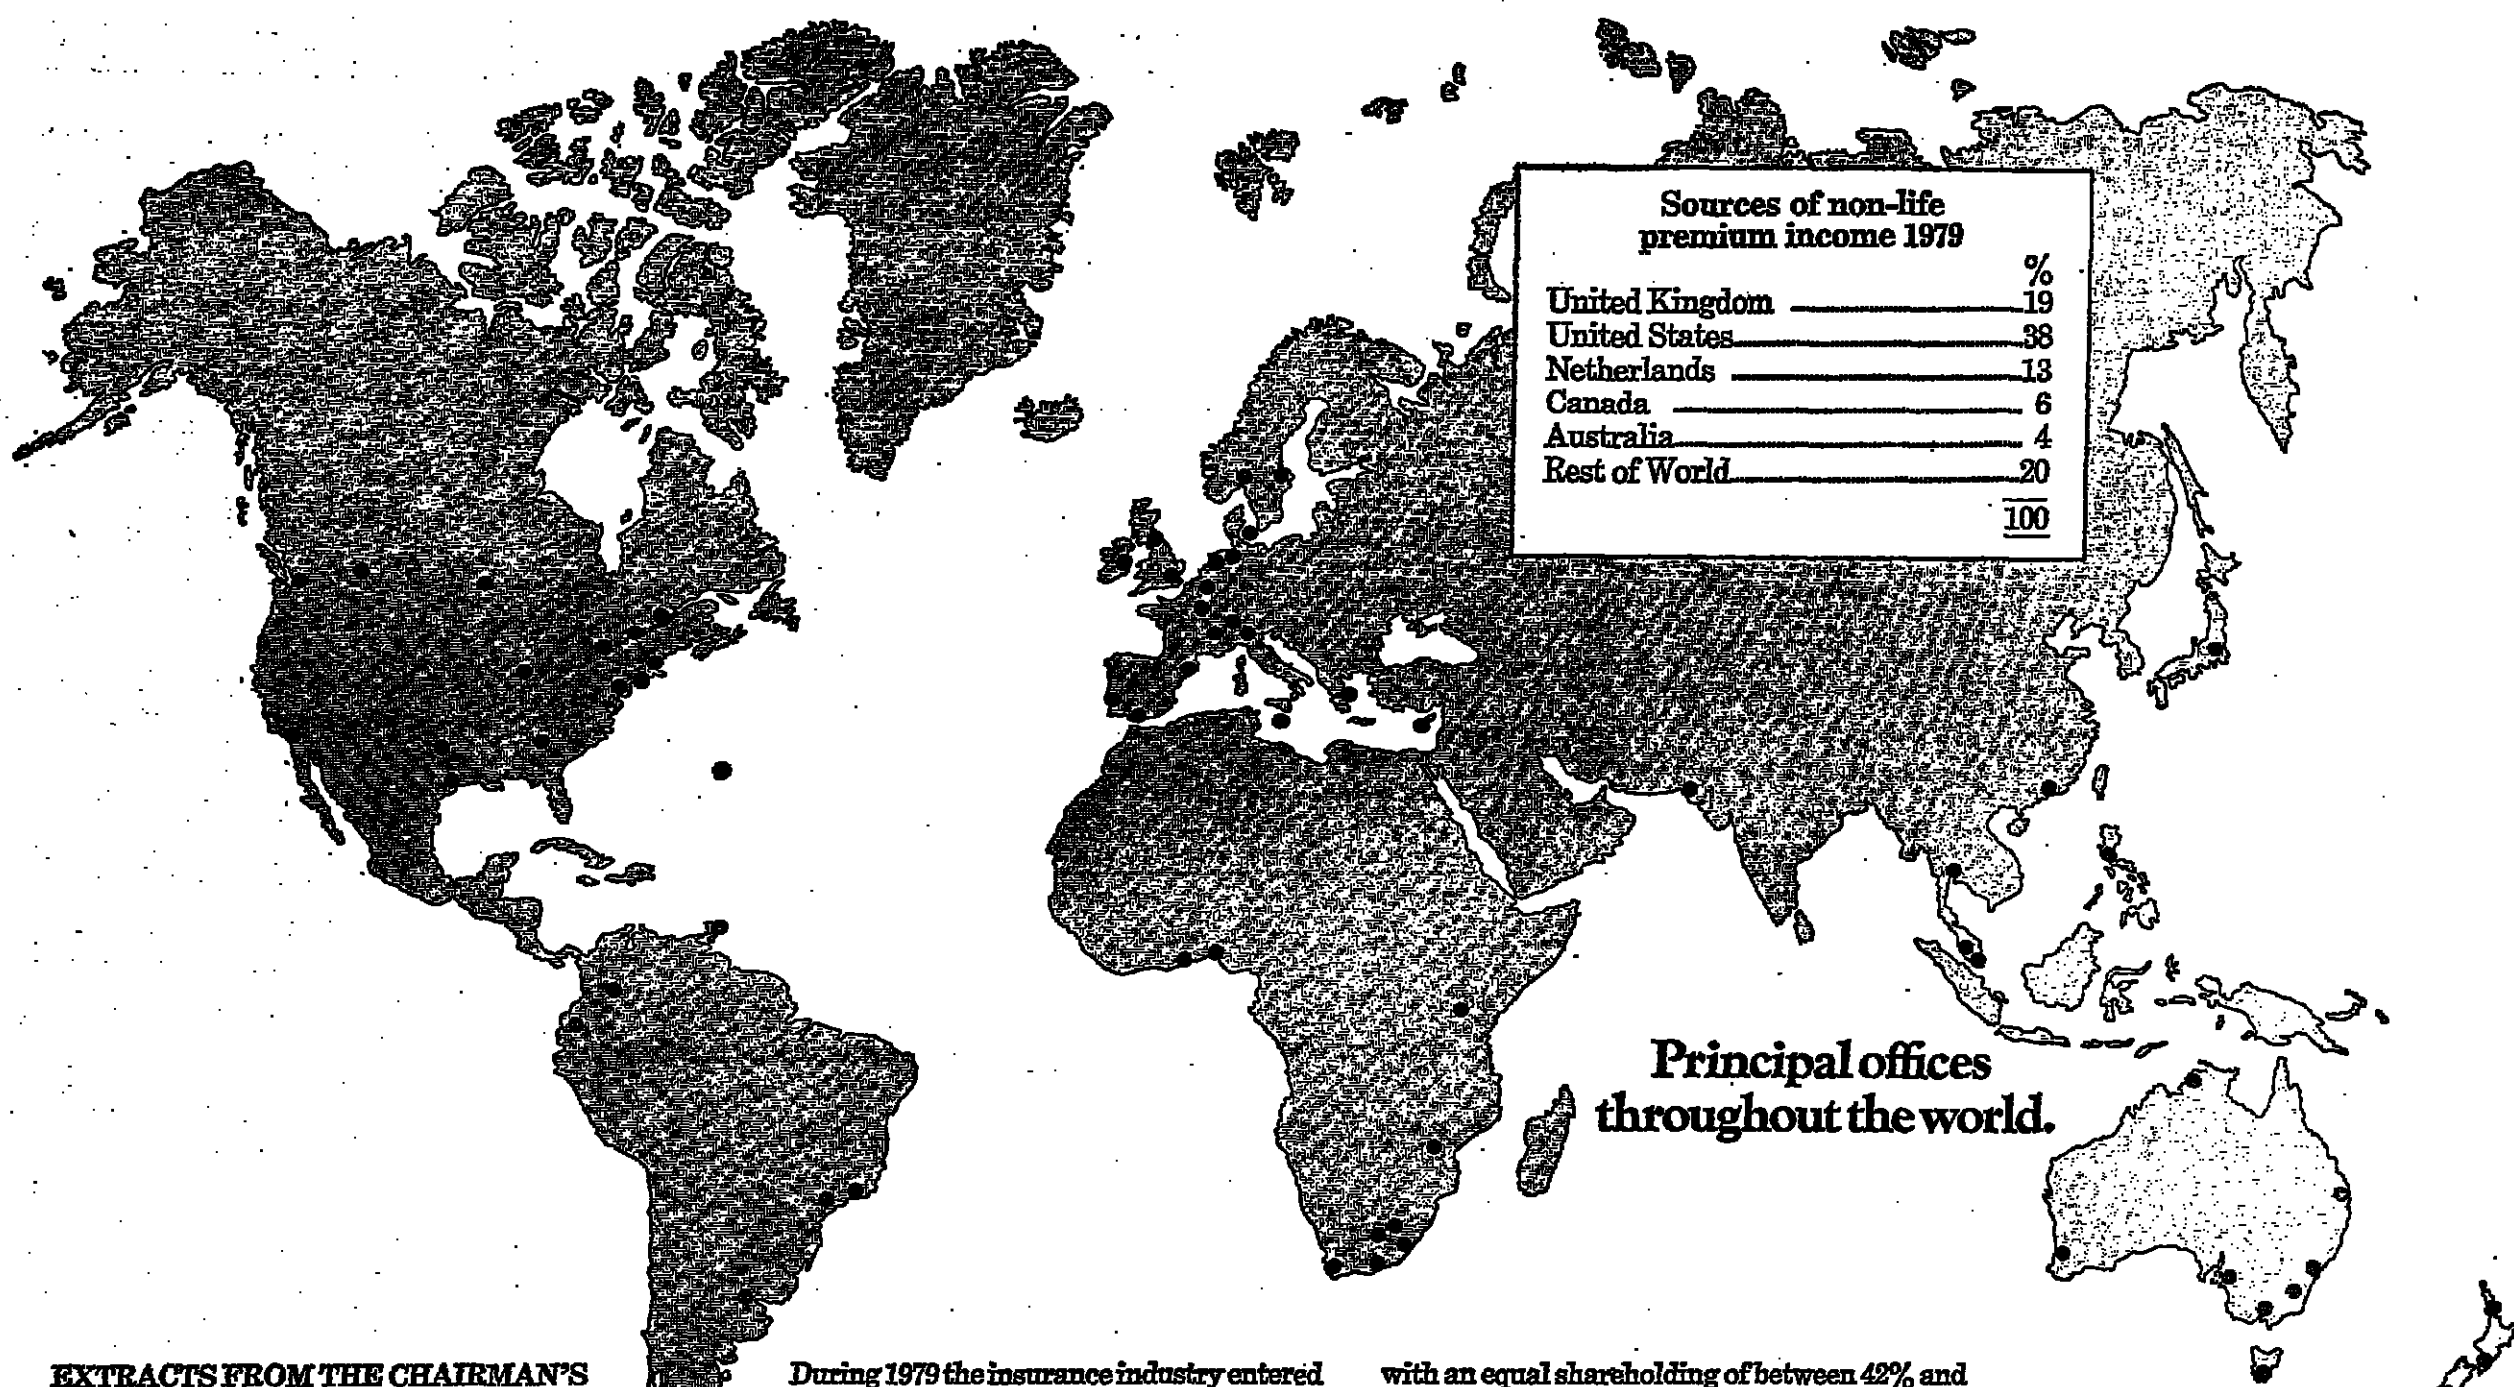 Sources of non-life
premium income 1979
%
United Kingdom 19
United States 38
Netherlands 13
Canada 6
Australia 4
Rest of World 20
100
Principal offices
throughout the world.
EXTRACTS FROM THE CHAIRMAN'S
During 1979 the insurance industry entered
with an equal shareholding of between 42% and